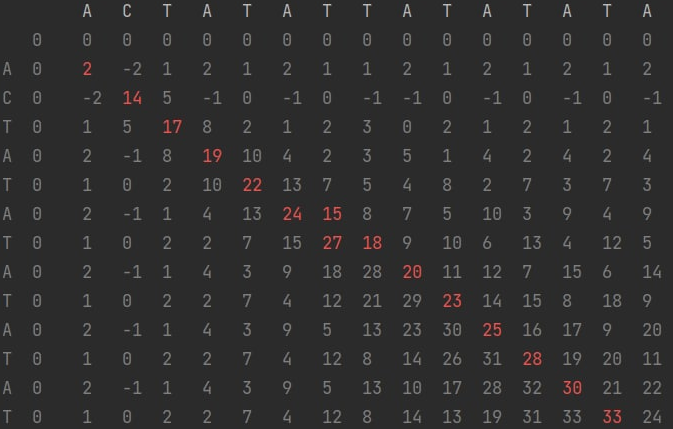 A C T A T A T T A T A T A T A
0 0 0 0 0 0 0 0 0 0 0 0 0 0 0 0
A 0 2 -2 1 2 1 2 1 1 2 1 2 1 2 1 2
C 0 -2 14 5 -1 0 -1 0 -1 -1 0 -1 0 -1 0 -1
T 0 1 5 17 8 2 1 2 3 0 2 1 2 1 2 1
A 0 2 -1 8 19 10 4 2 3 5 1 4 2 4 2 4
T 0 1 0 2 10 22 13 7 5 4 8 2 7 3 7 3
A 0 2 -1 1 4 13 24 15 8 7 5 10 3 9 4 9
T 0 1 0 2 2 7 15 27 18 9 10 6 13 4 12 5
A 0 2 -1 1 4 3 9 18 28 20 11 12 7 15 6 14
T 0 1 0 2 2 7 4 12 21 29 23 14 15 8 18 9
A 0 2 -1 1 4 3 9 5 13 23 30 25 16 17 9 20
T 0 1 0 2 2 7 4 12 8 14 26 31 28 19 20 11
A 0 2 -1 1 4 3 9 5 13 10 17 28 32 30 21 22
T 0 1 0 2 2 7 4 12 8 14 13 19 31 33 33 24